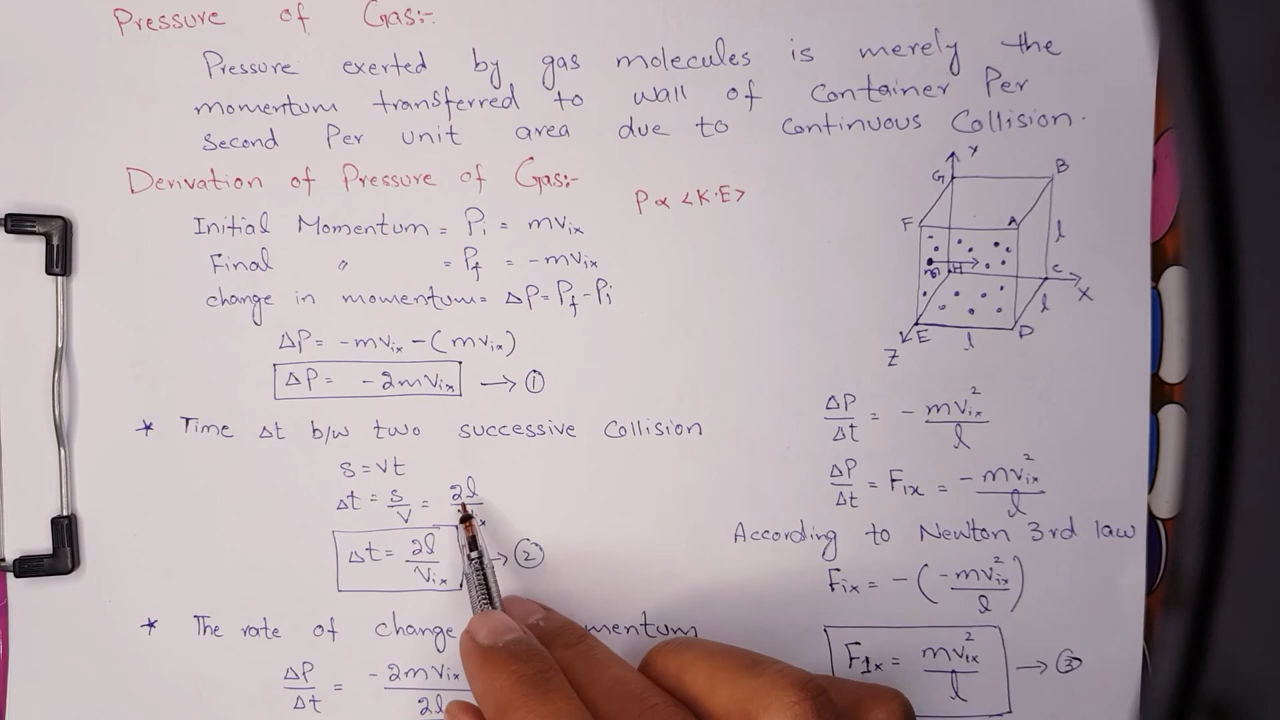 Pressure of Gas:-
Pressure exerted by gas molecules is merely the
momentum transferred to wall of container Per
second Per unit area due to continuous Collision.
Derivation of Pressure of Gas:-
P ∝ <K.E>
Initial Momentum = Pi = mvix
Final " = Pf = -mvix
change in momentum = ΔP = Pf - Pi
ΔP = -mvix - (mvix)
ΔP = -2mvix → ①
* Time Δt b/w two successive Collision
s = vt
Δt = s/v = 2l/
Δt = 2l/Vix → ②
* The rate of change mentum
ΔP/Δt = -2mvix/2l
Y
G B
F A l
m H C X
l
E D
Z l
ΔP/Δt = -mvix²/l
ΔP/Δt = F1x = -mvix²/l
According to Newton 3rd law
Fix = -(-mvix²/l)
F1x = mvix²/l → ③